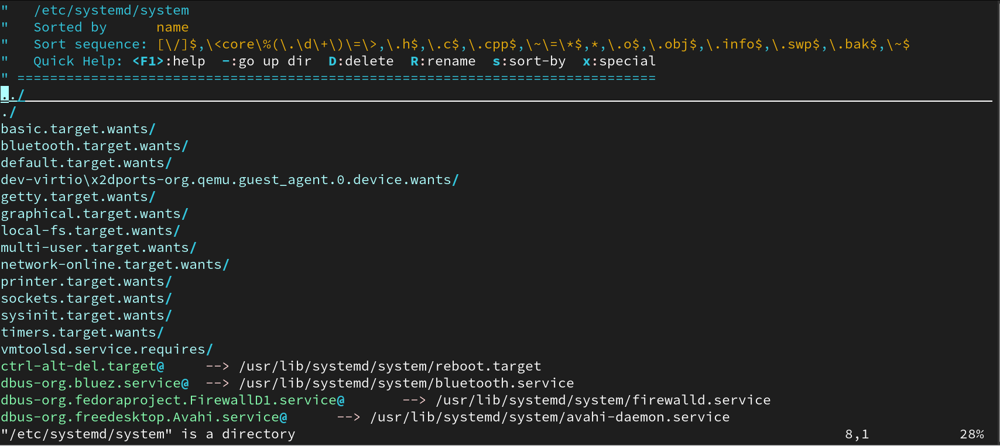 "   /etc/systemd/system
"   Sorted by      name
"   Sort sequence: [\/]$,\<core\%(\.\d\+\)\=\>,\.h$,\.c$,\.cpp$,\~\=\*$,*,\.o$,\.obj$,\.info$,\.swp$,\.bak$,\~$
"   Quick Help: <F1>:help  -:go up dir  D:delete  R:rename  s:sort-by  x:special
" ==============================================================================
../
./
basic.target.wants/
bluetooth.target.wants/
default.target.wants/
dev-virtio\x2dports-org.qemu.guest_agent.0.device.wants/
getty.target.wants/
graphical.target.wants/
local-fs.target.wants/
multi-user.target.wants/
network-online.target.wants/
printer.target.wants/
sockets.target.wants/
sysinit.target.wants/
timers.target.wants/
vmtoolsd.service.requires/
ctrl-alt-del.target@     --> /usr/lib/systemd/system/reboot.target
dbus-org.bluez.service@  --> /usr/lib/systemd/system/bluetooth.service
dbus-org.fedoraproject.FirewallD1.service@       --> /usr/lib/systemd/system/firewalld.service
dbus-org.freedesktop.Avahi.service@      --> /usr/lib/systemd/system/avahi-daemon.service
"/etc/systemd/system" is a directory                                                                   8,1           28%